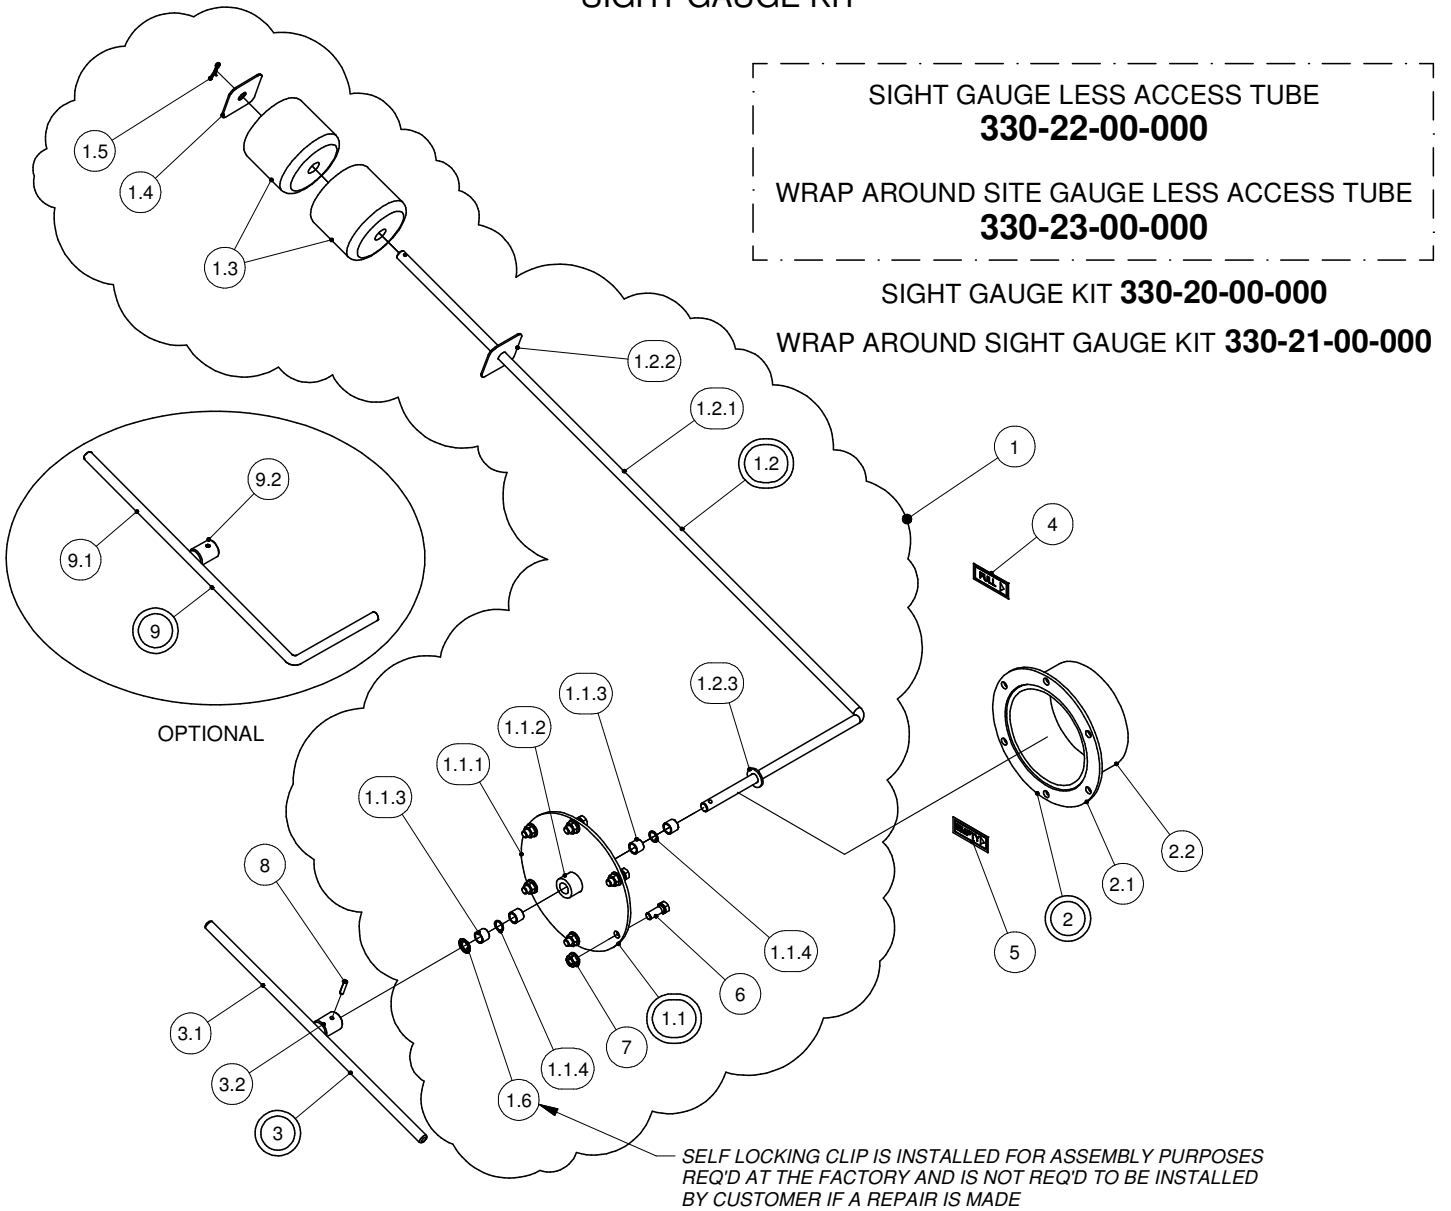 SIGHT GAUGE KIT
SIGHT GAUGE LESS ACCESS TUBE
330-22-00-000
WRAP AROUND SITE GAUGE LESS ACCESS TUBE
330-23-00-000
SIGHT GAUGE KIT 330-20-00-000
WRAP AROUND SIGHT GAUGE KIT 330-21-00-000
1.5
1.4
1.3
1.2.2
1.2.1
1.2
1
4
FULL
9.2
9.1
9
OPTIONAL
1.2.3
1.1.3
1.1.2
1.1.1
1.1.3
8
2.2
2.1
2
EMPTY
5
1.1.4
6
1.1
7
1.1.4
1.6
3.1
3.2
3
SELF LOCKING CLIP IS INSTALLED FOR ASSEMBLY PURPOSES
REQ'D AT THE FACTORY AND IS NOT REQ'D TO BE INSTALLED
BY CUSTOMER IF A REPAIR IS MADE